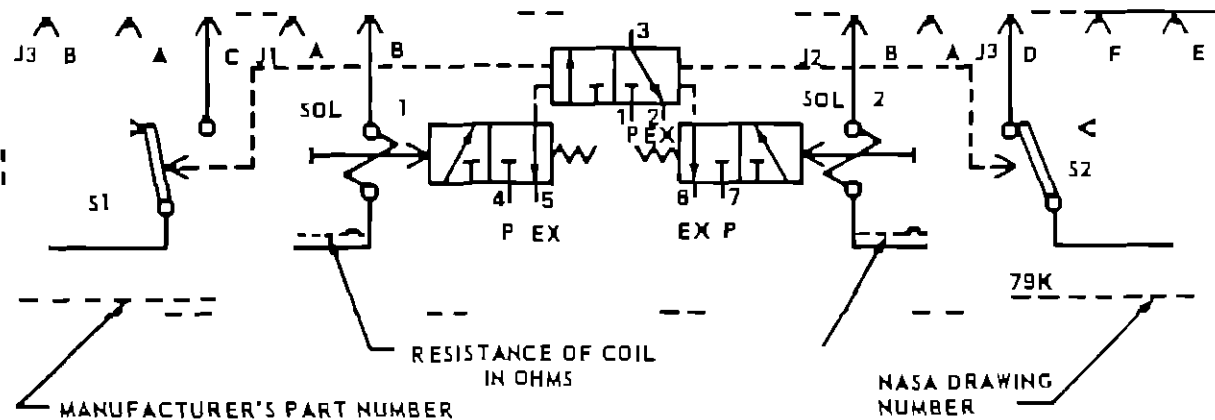 3
J3 B A C J1 A B J2 B A J3 D F E
SOL 1 SOL 2
1 2
P EX
S1 4 5 6 7 S2
P EX EX P
79K
RESISTANCE OF COIL
IN OHMS
NASA DRAWING
NUMBER
MANUFACTURER'S PART NUMBER